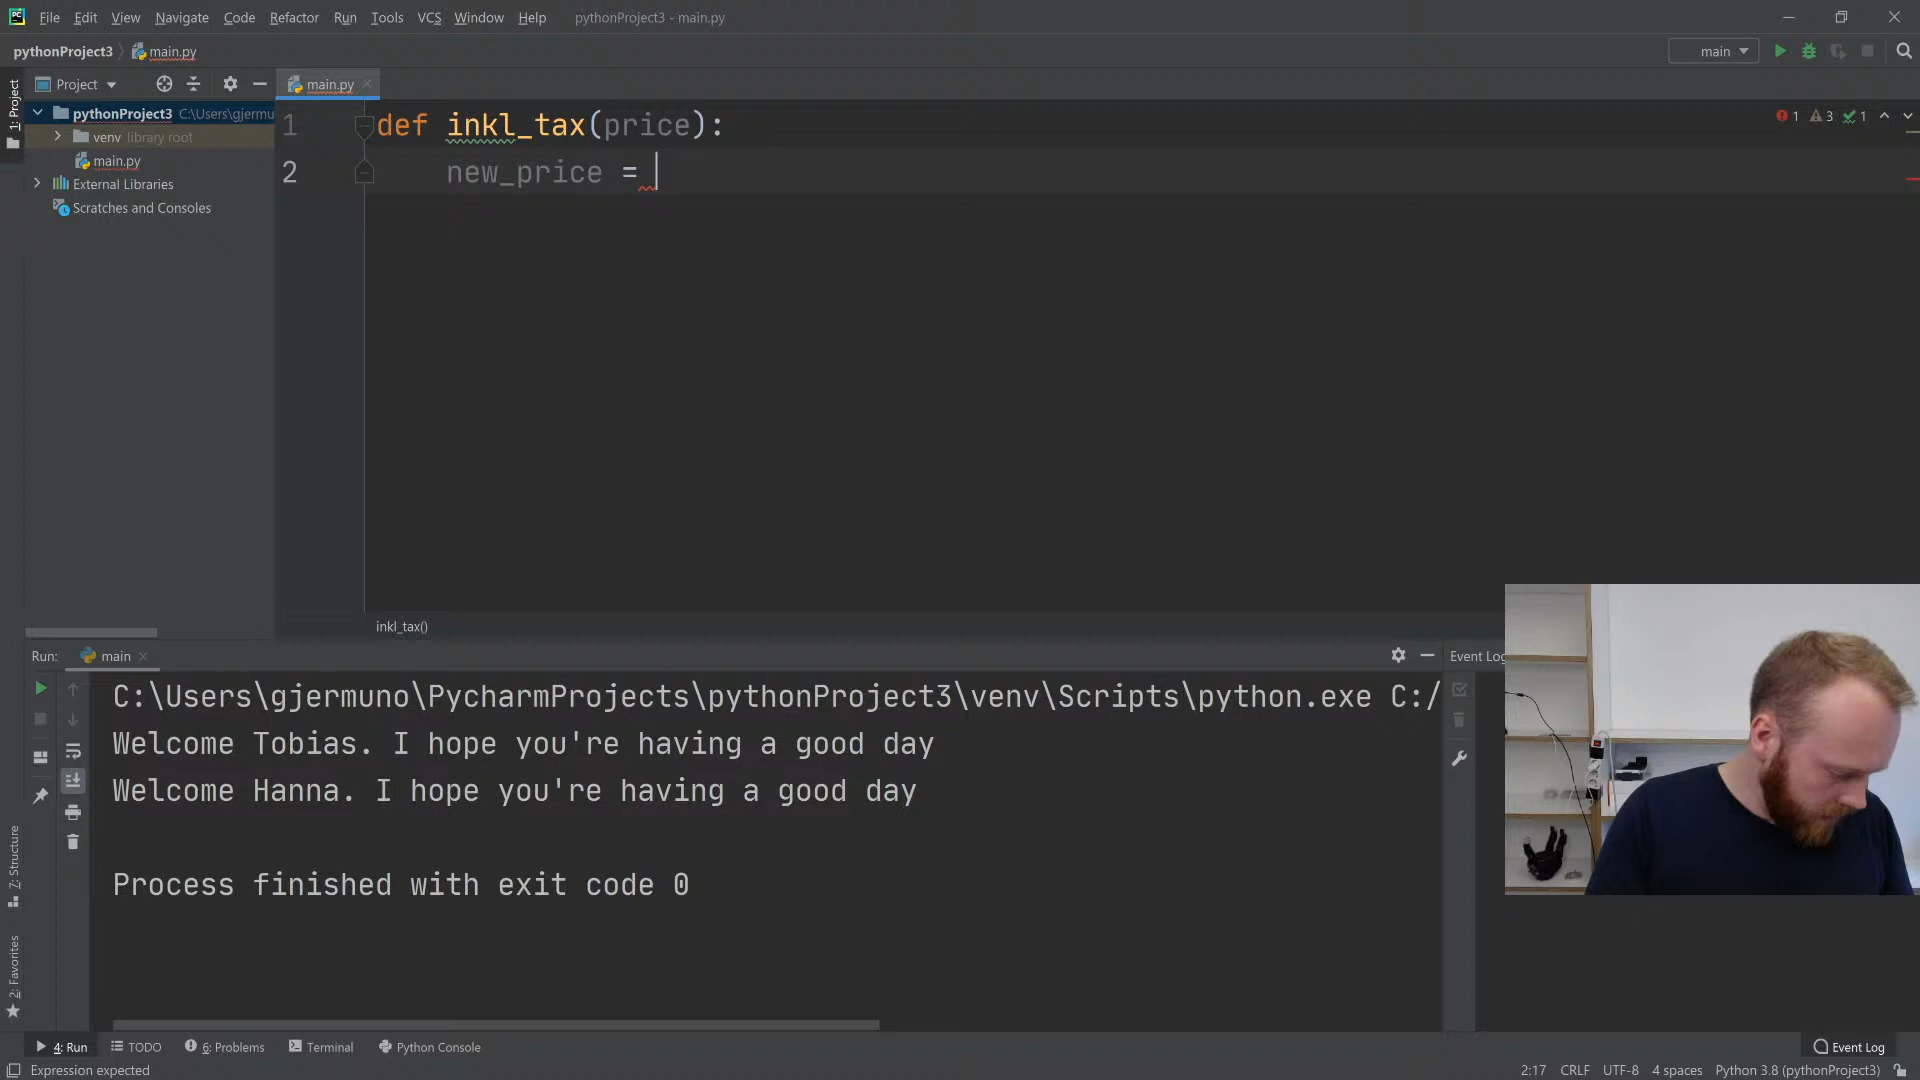 File Edit View Navigate Code Refactor Run Tools VCS Window Help pythonProject3 - main.py
pythonProject3 main.py main
1: Project
Project
main.py
pythonProject3 C:\Users\gjermu
venv library root
main.py
External Libraries
Scratches and Consoles
1 def inkl_tax(price):
2 new_price =
1 3 1
inkl_tax()
Run: main
Event Log
C:\Users\gjermuno\PycharmProjects\pythonProject3\venv\Scripts\python.exe C:/
Welcome Tobias. I hope you're having a good day
Welcome Hanna. I hope you're having a good day
Process finished with exit code 0
7: Structure
2: Favorites
4: Run TODO 6: Problems Terminal Python Console Event Log
Expression expected 2:17 CRLF UTF-8 4 spaces Python 3.8 (pythonProject3)